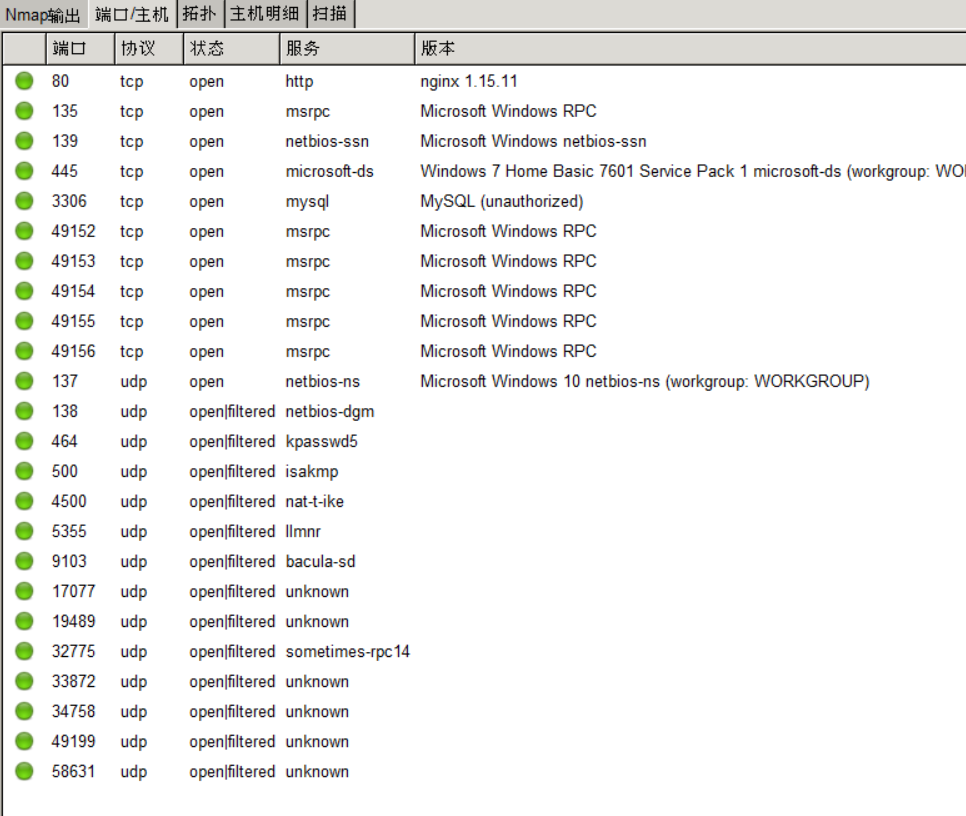 Nmap输出 端口/主机 拓扑 主机明细 扫描
端口 协议 状态 服务 版本
80 tcp open http nginx 1.15.11
135 tcp open msrpc Microsoft Windows RPC
139 tcp open netbios-ssn Microsoft Windows netbios-ssn
445 tcp open microsoft-ds Windows 7 Home Basic 7601 Service Pack 1 microsoft-ds (workgroup: WO
3306 tcp open mysql MySQL (unauthorized)
49152 tcp open msrpc Microsoft Windows RPC
49153 tcp open msrpc Microsoft Windows RPC
49154 tcp open msrpc Microsoft Windows RPC
49155 tcp open msrpc Microsoft Windows RPC
49156 tcp open msrpc Microsoft Windows RPC
137 udp open netbios-ns Microsoft Windows 10 netbios-ns (workgroup: WORKGROUP)
138 udp open|filtered netbios-dgm
464 udp open|filtered kpasswd5
500 udp open|filtered isakmp
4500 udp open|filtered nat-t-ike
5355 udp open|filtered llmnr
9103 udp open|filtered bacula-sd
17077 udp open|filtered unknown
19489 udp open|filtered unknown
32775 udp open|filtered sometimes-rpc14
33872 udp open|filtered unknown
34758 udp open|filtered unknown
49199 udp open|filtered unknown
58631 udp open|filtered unknown